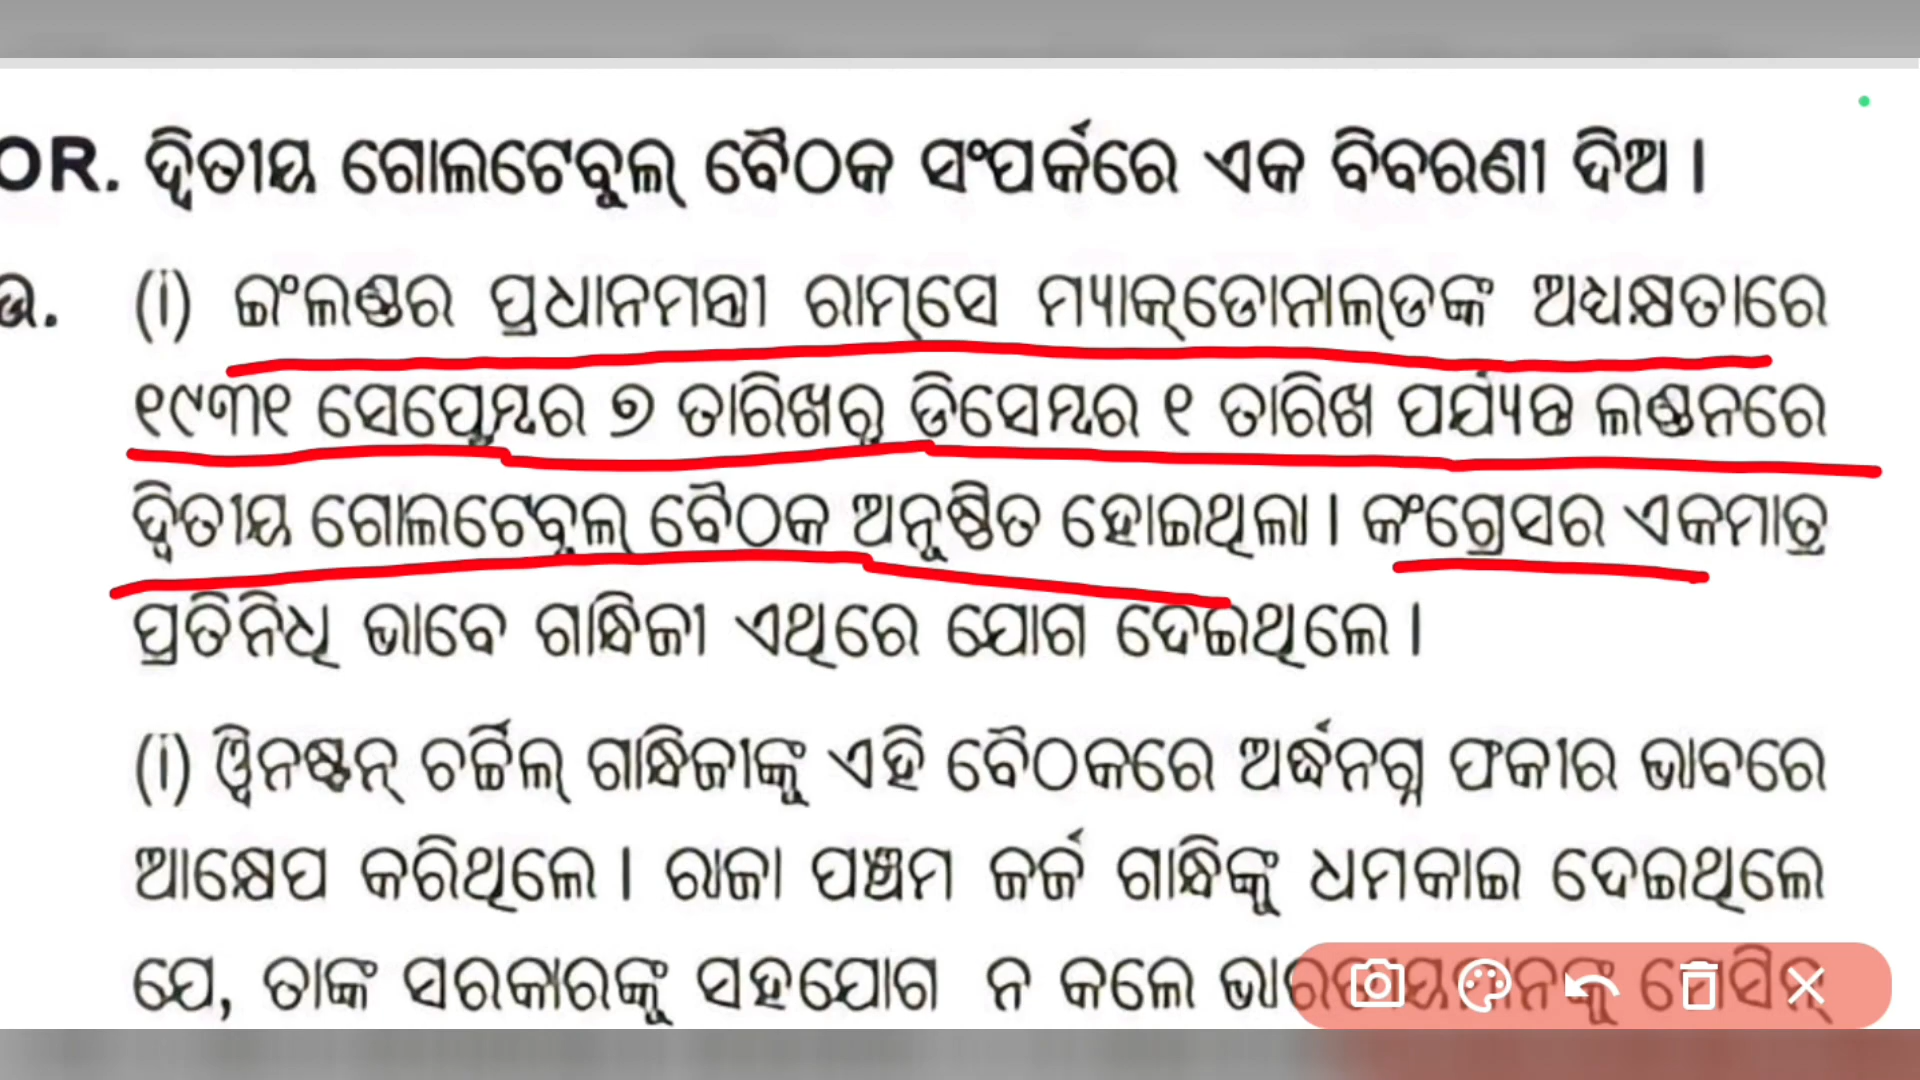 OR. ଦ୍ୱିତୀୟ ଗୋଲଟେବୁଲ୍ ବୈଠକ ସଂପର୍କରେ ଏକ ବିବରଣୀ ଦିଅ ।
ଉ. (i) ଇଂଲଣ୍ଡର ପ୍ରଧାନମନ୍ତ୍ରୀ ରାମ୍‌ସେ ମ୍ୟାକ୍‌ଡୋନାଲ୍‌ଡଙ୍କ ଅଧ୍ୟକ୍ଷତାରେ
୧୯୩୧ ସେପ୍ଟେମ୍ବର ୭ ତାରିଖରୁ ଡିସେମ୍ବର ୧ ତାରିଖ ପର୍ଯ୍ୟନ୍ତ ଲଣ୍ଡନରେ
ଦ୍ୱିତୀୟ ଗୋଲଟେବୁଲ୍ ବୈଠକ ଅନୁଷ୍ଠିତ ହୋଇଥିଲା । କଂଗ୍ରେସର ଏକମାତ୍ର
ପ୍ରତିନିଧି ଭାବେ ଗାନ୍ଧିଜୀ ଏଥିରେ ଯୋଗ ଦେଇଥିଲେ ।
(i) ୱିନଷ୍ଟନ୍ ଚର୍ଚ୍ଚିଲ୍ ଗାନ୍ଧିଜୀଙ୍କୁ ଏହି ବୈଠକରେ ଅର୍ଦ୍ଧନଗ୍ନ ଫକୀର ଭାବରେ
ଆକ୍ଷେପ କରିଥିଲେ । ରାଜା ପଞ୍ଚମ ଜର୍ଜ ଗାନ୍ଧିଙ୍କୁ ଧମକାଇ ଦେଇଥିଲେ
ଯେ, ତାଙ୍କ ସରକାରଙ୍କୁ ସହଯୋଗ ନ କଲେ